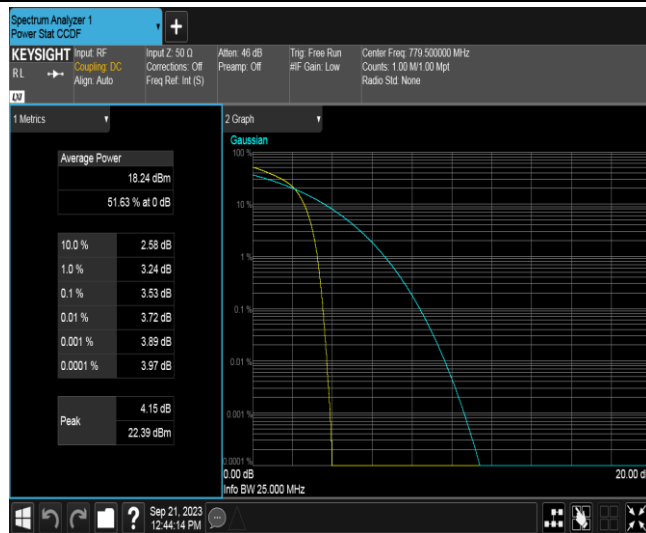 Spectrum Analyzer 1
Power Stat CCDF
KEYSIGHT
RL
Input: RF
Coupling: DC
Align: Auto
Input Z: 50 Ω
Corrections: Off
Freq Ref: Int (S)
Atten: 46 dB
Preamp: Off
Trig: Free Run
#IF Gain: Low
Center Freq: 779.500000 MHz
Counts: 1.00 M/1.00 Mpt
Radio Std: None
1 Metrics
Average Power
18.24 dBm
51.63 % at 0 dB
10.0 % 2.58 dB
1.0 % 3.24 dB
0.1 % 3.53 dB
0.01 % 3.72 dB
0.001 % 3.89 dB
0.0001 % 3.97 dB
Peak
4.15 dB
22.39 dBm
2 Graph
Gaussian
100 %
10 %
1 %
0.1 %
0.01 %
0.001 %
0.0001 %
0.00 dB
20.00 d
Info BW 25.000 MHz
Sep 21, 2023
12:44:14 PM